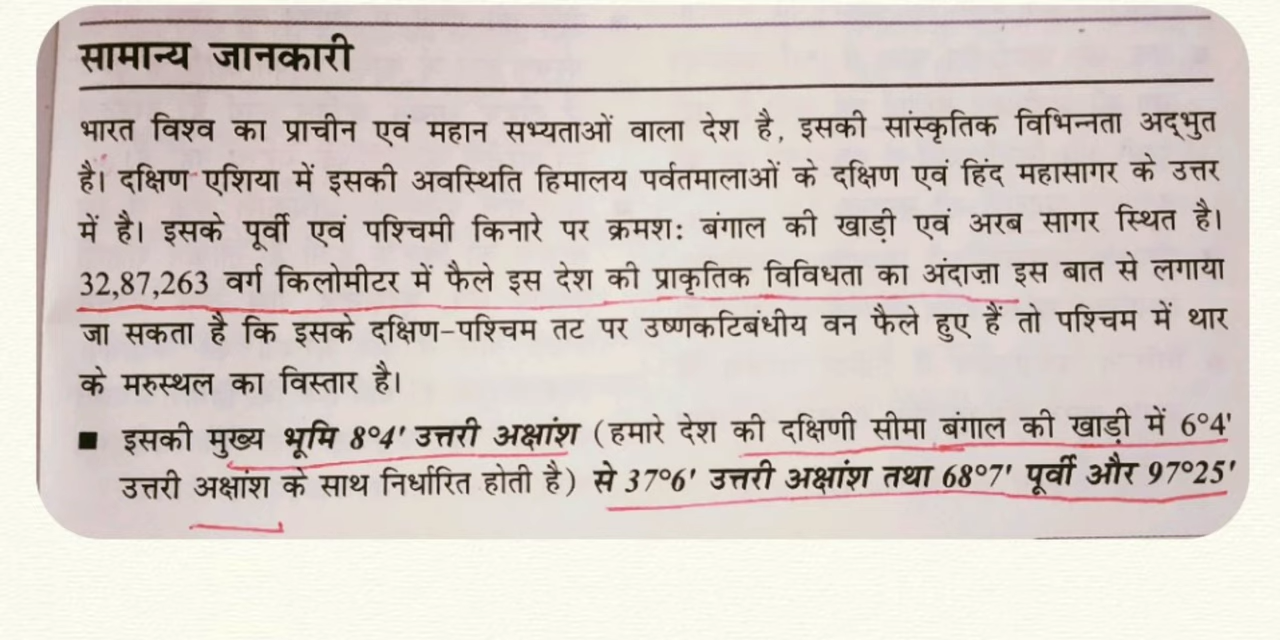 सामान्य जानकारी
भारत विश्व का प्राचीन एवं महान सभ्यताओं वाला देश है, इसकी सांस्कृतिक विभिन्नता अद्भुत
है। दक्षिण एशिया में इसकी अवस्थिति हिमालय पर्वतमालाओं के दक्षिण एवं हिंद महासागर के उत्तर
में है। इसके पूर्वी एवं पश्चिमी किनारे पर क्रमशः बंगाल की खाड़ी एवं अरब सागर स्थित है।
32,87,263 वर्ग किलोमीटर में फैले इस देश की प्राकृतिक विविधता का अंदाज़ा इस बात से लगाया
जा सकता है कि इसके दक्षिण-पश्चिम तट पर उष्णकटिबंधीय वन फैले हुए हैं तो पश्चिम में थार
के मरुस्थल का विस्तार है।
■ इसकी मुख्य भूमि 8°4' उत्तरी अक्षांश (हमारे देश की दक्षिणी सीमा बंगाल की खाड़ी में 6°4'
उत्तरी अक्षांश के साथ निर्धारित होती है) से 37°6' उत्तरी अक्षांश तथा 68°7' पूर्वी और 97°25'